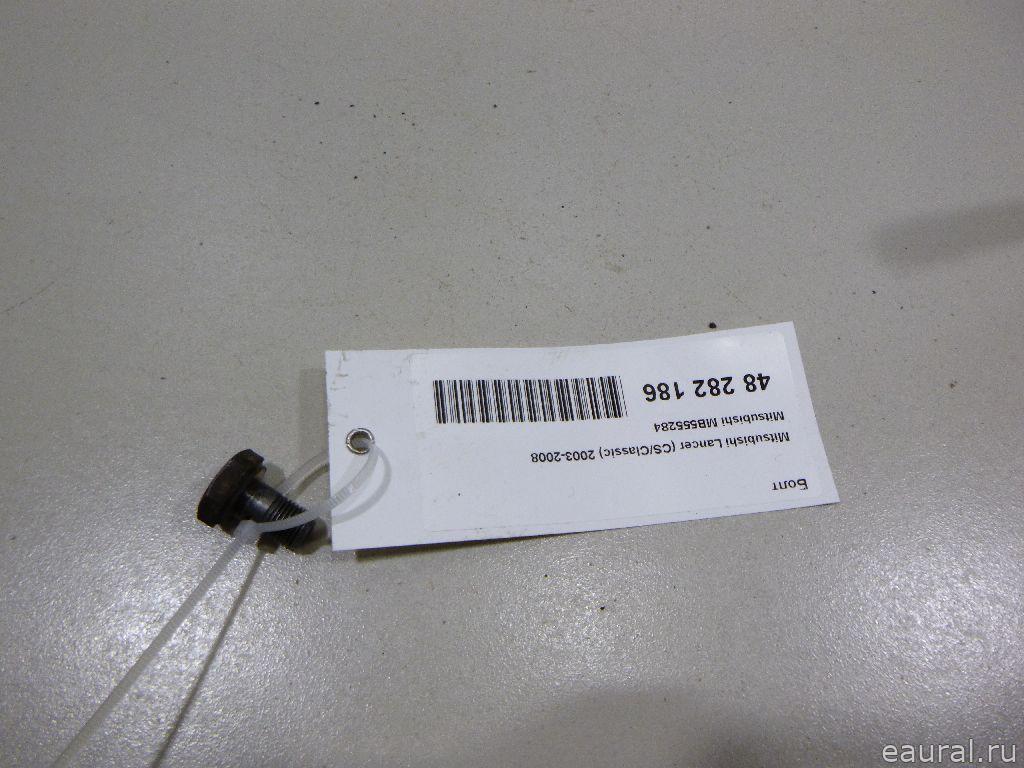 Болт
Mitsubishi Lancer (CS/Classic) 2003-2008
Mitsubishi MB555284
48 282 186
eaural.ru